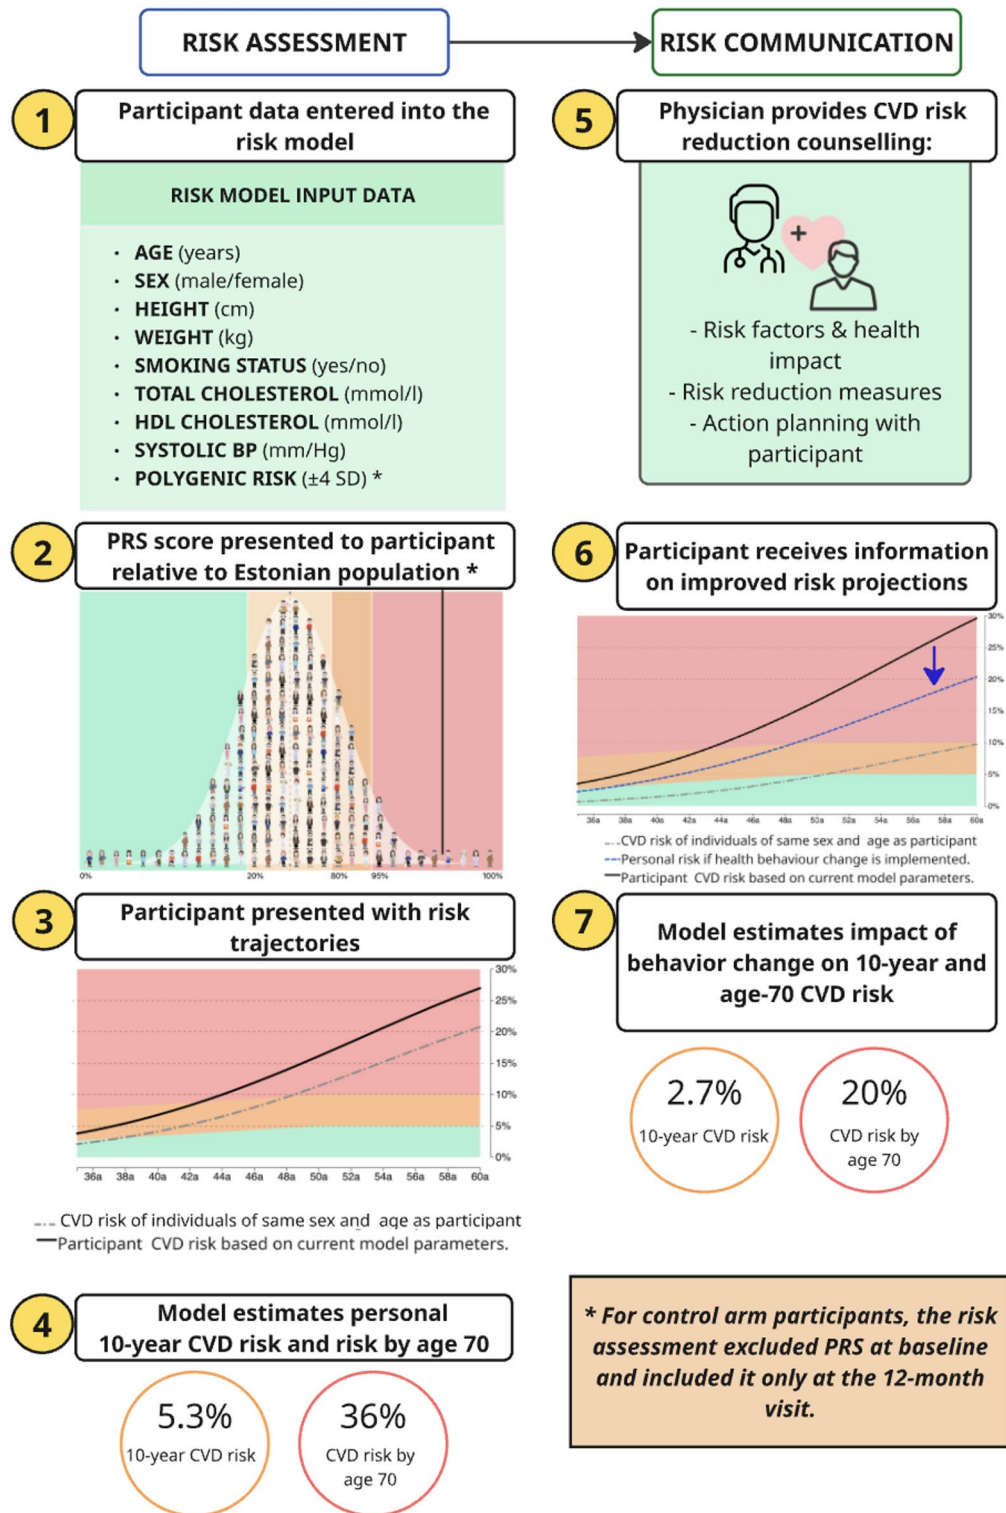 RISK ASSESSMENT
RISK COMMUNICATION
1
Participant data entered into the
risk model
RISK MODEL INPUT DATA
· AGE (years)
· SEX (male/female)
· HEIGHT (cm)
· WEIGHT (kg)
· SMOKING STATUS (yes/no)
· TOTAL CHOLESTEROL (mmol/l)
· HDL CHOLESTEROL (mmol/l)
· SYSTOLIC BP (mm/Hg)
· POLYGENIC RISK (±4 SD) *
2
PRS score presented to participant
relative to Estonian population *
0% 20% 80% 95% 100%
3
Participant presented with risk
trajectories
30%
25%
20%
15%
10%
5%
0%
36a 38a 40a 42a 44a 46a 48a 50a 52a 54a 56a 58a 60a
CVD risk of individuals of same sex and age as participant
Participant CVD risk based on current model parameters.
4
Model estimates personal
10-year CVD risk and risk by age 70
5.3%
10-year CVD risk
36%
CVD risk by
age 70
5
Physician provides CVD risk
reduction counselling:
- Risk factors & health
impact
- Risk reduction measures
- Action planning with
participant
6
Participant receives information
on improved risk projections
30%
25%
20%
15%
10%
5%
0%
36a 38a 40a 42a 44a 46a 48a 50a 52a 54a 56a 58a 60a
CVD risk of individuals of same sex and age as participant
Personal risk if health behaviour change is implemented.
Participant CVD risk based on current model parameters.
7
Model estimates impact of
behavior change on 10-year and
age-70 CVD risk
2.7%
10-year CVD risk
20%
CVD risk by
age 70
* For control arm participants, the risk
assessment excluded PRS at baseline
and included it only at the 12-month
visit.